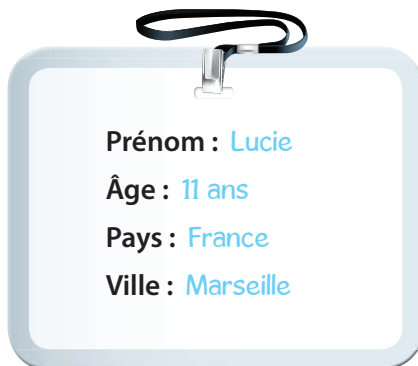 Prénom : Lucie
Âge : 11 ans
Pays : France
Ville : Marseille